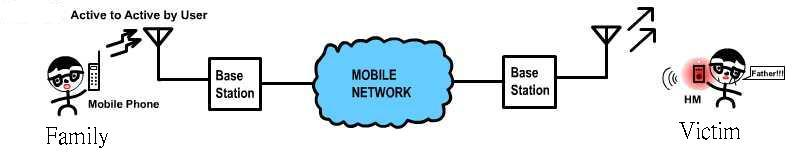 Active to Active by User
Mobile Phone
Family
Base
Station
MOBILE
NETWORK
Base
Station
Father!!!
HM
Victim